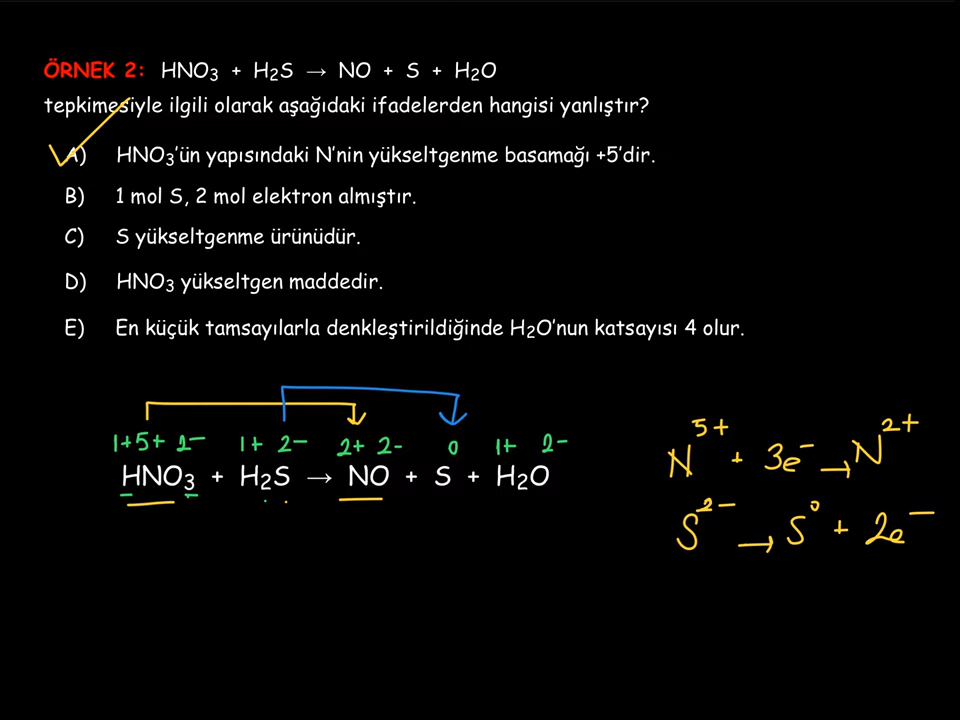 ÖRNEK 2: HNO₃ + H₂S → NO + S + H₂O
tepkimesiyle ilgili olarak aşağıdaki ifadelerden hangisi yanlıştır?
A) HNO₃'ün yapısındaki N'nin yükseltgenme basamağı +5'dir.
B) 1 mol S, 2 mol elektron almıştır.
C) S yükseltgenme ürünüdür.
D) HNO₃ yükseltgen maddedir.
E) En küçük tamsayılarla denkleştirildiğinde H₂O'nun katsayısı 4 olur.
1+ 5+ 2- 1+ 2- 2+ 2- 0 1+ 2-
HNO₃ + H₂S → NO + S + H₂O
N⁵⁺ + 3e⁻ → N²⁺
S²⁻ → S⁰ + 2e⁻